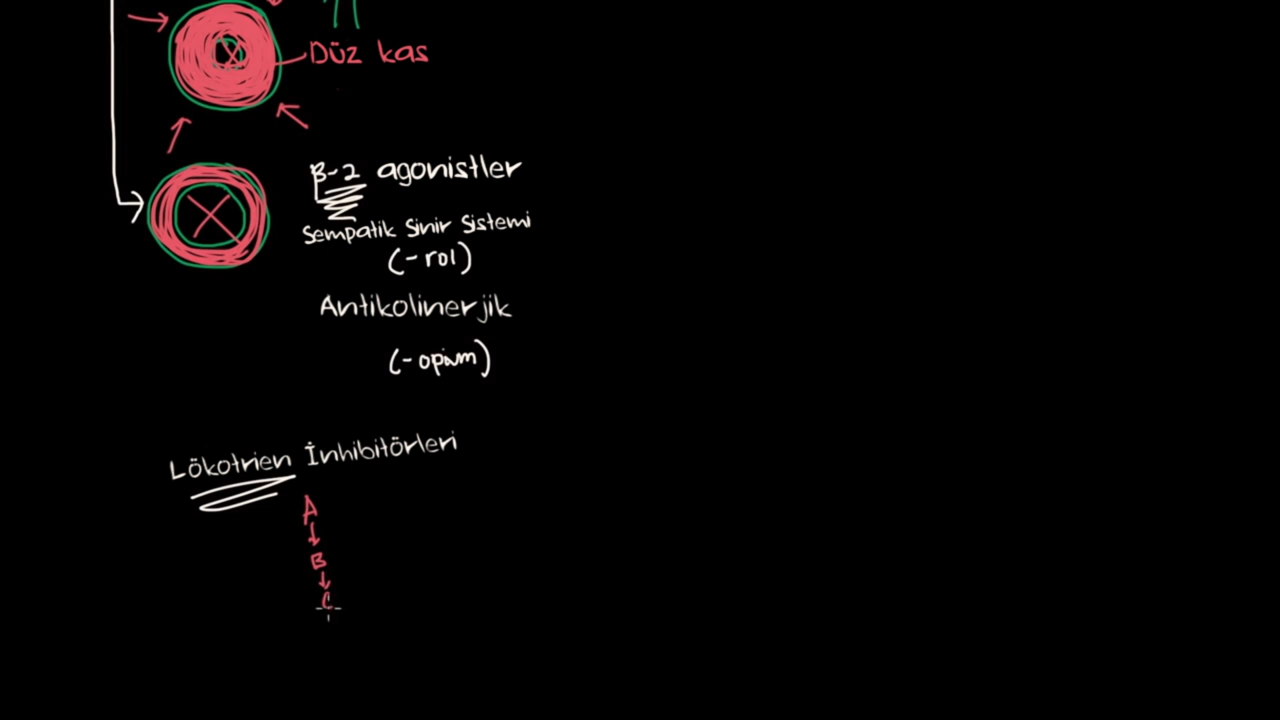 Düz kas
B-2 agonistler
Sempatik Sinir Sistemi
(-rol)
Antikolinerjik
(-opium)
Lökotrien İnhibitörleri
A
B
C